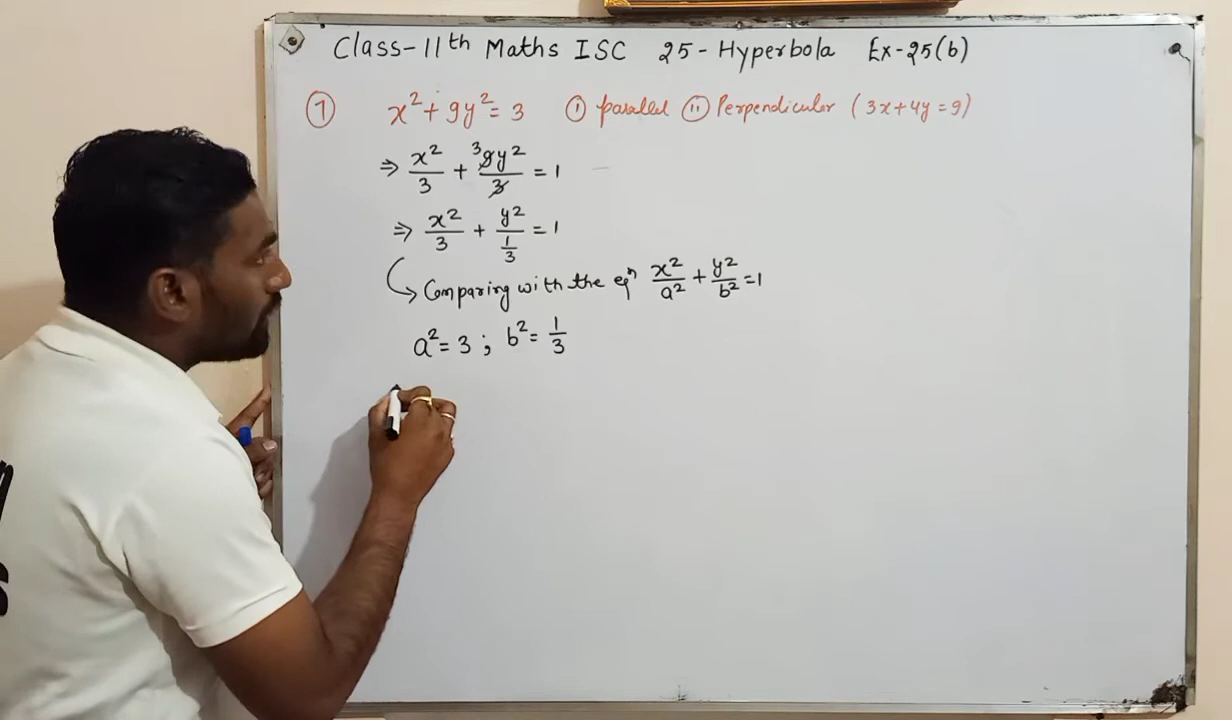 Class-11th Maths ISC 25-Hyperbola Ex-25(b)
⑦ x² + 9y² = 3 ⓘ parallel ⓘⓘ Perpendicular (3x+4y=9)
⇒ x²/3 + ³9y²/3 = 1
⇒ x²/3 + y²/(1/3) = 1
↳ Comparing with the eqⁿ x²/a² + y²/b² = 1
a² = 3 ; b² = 1/3